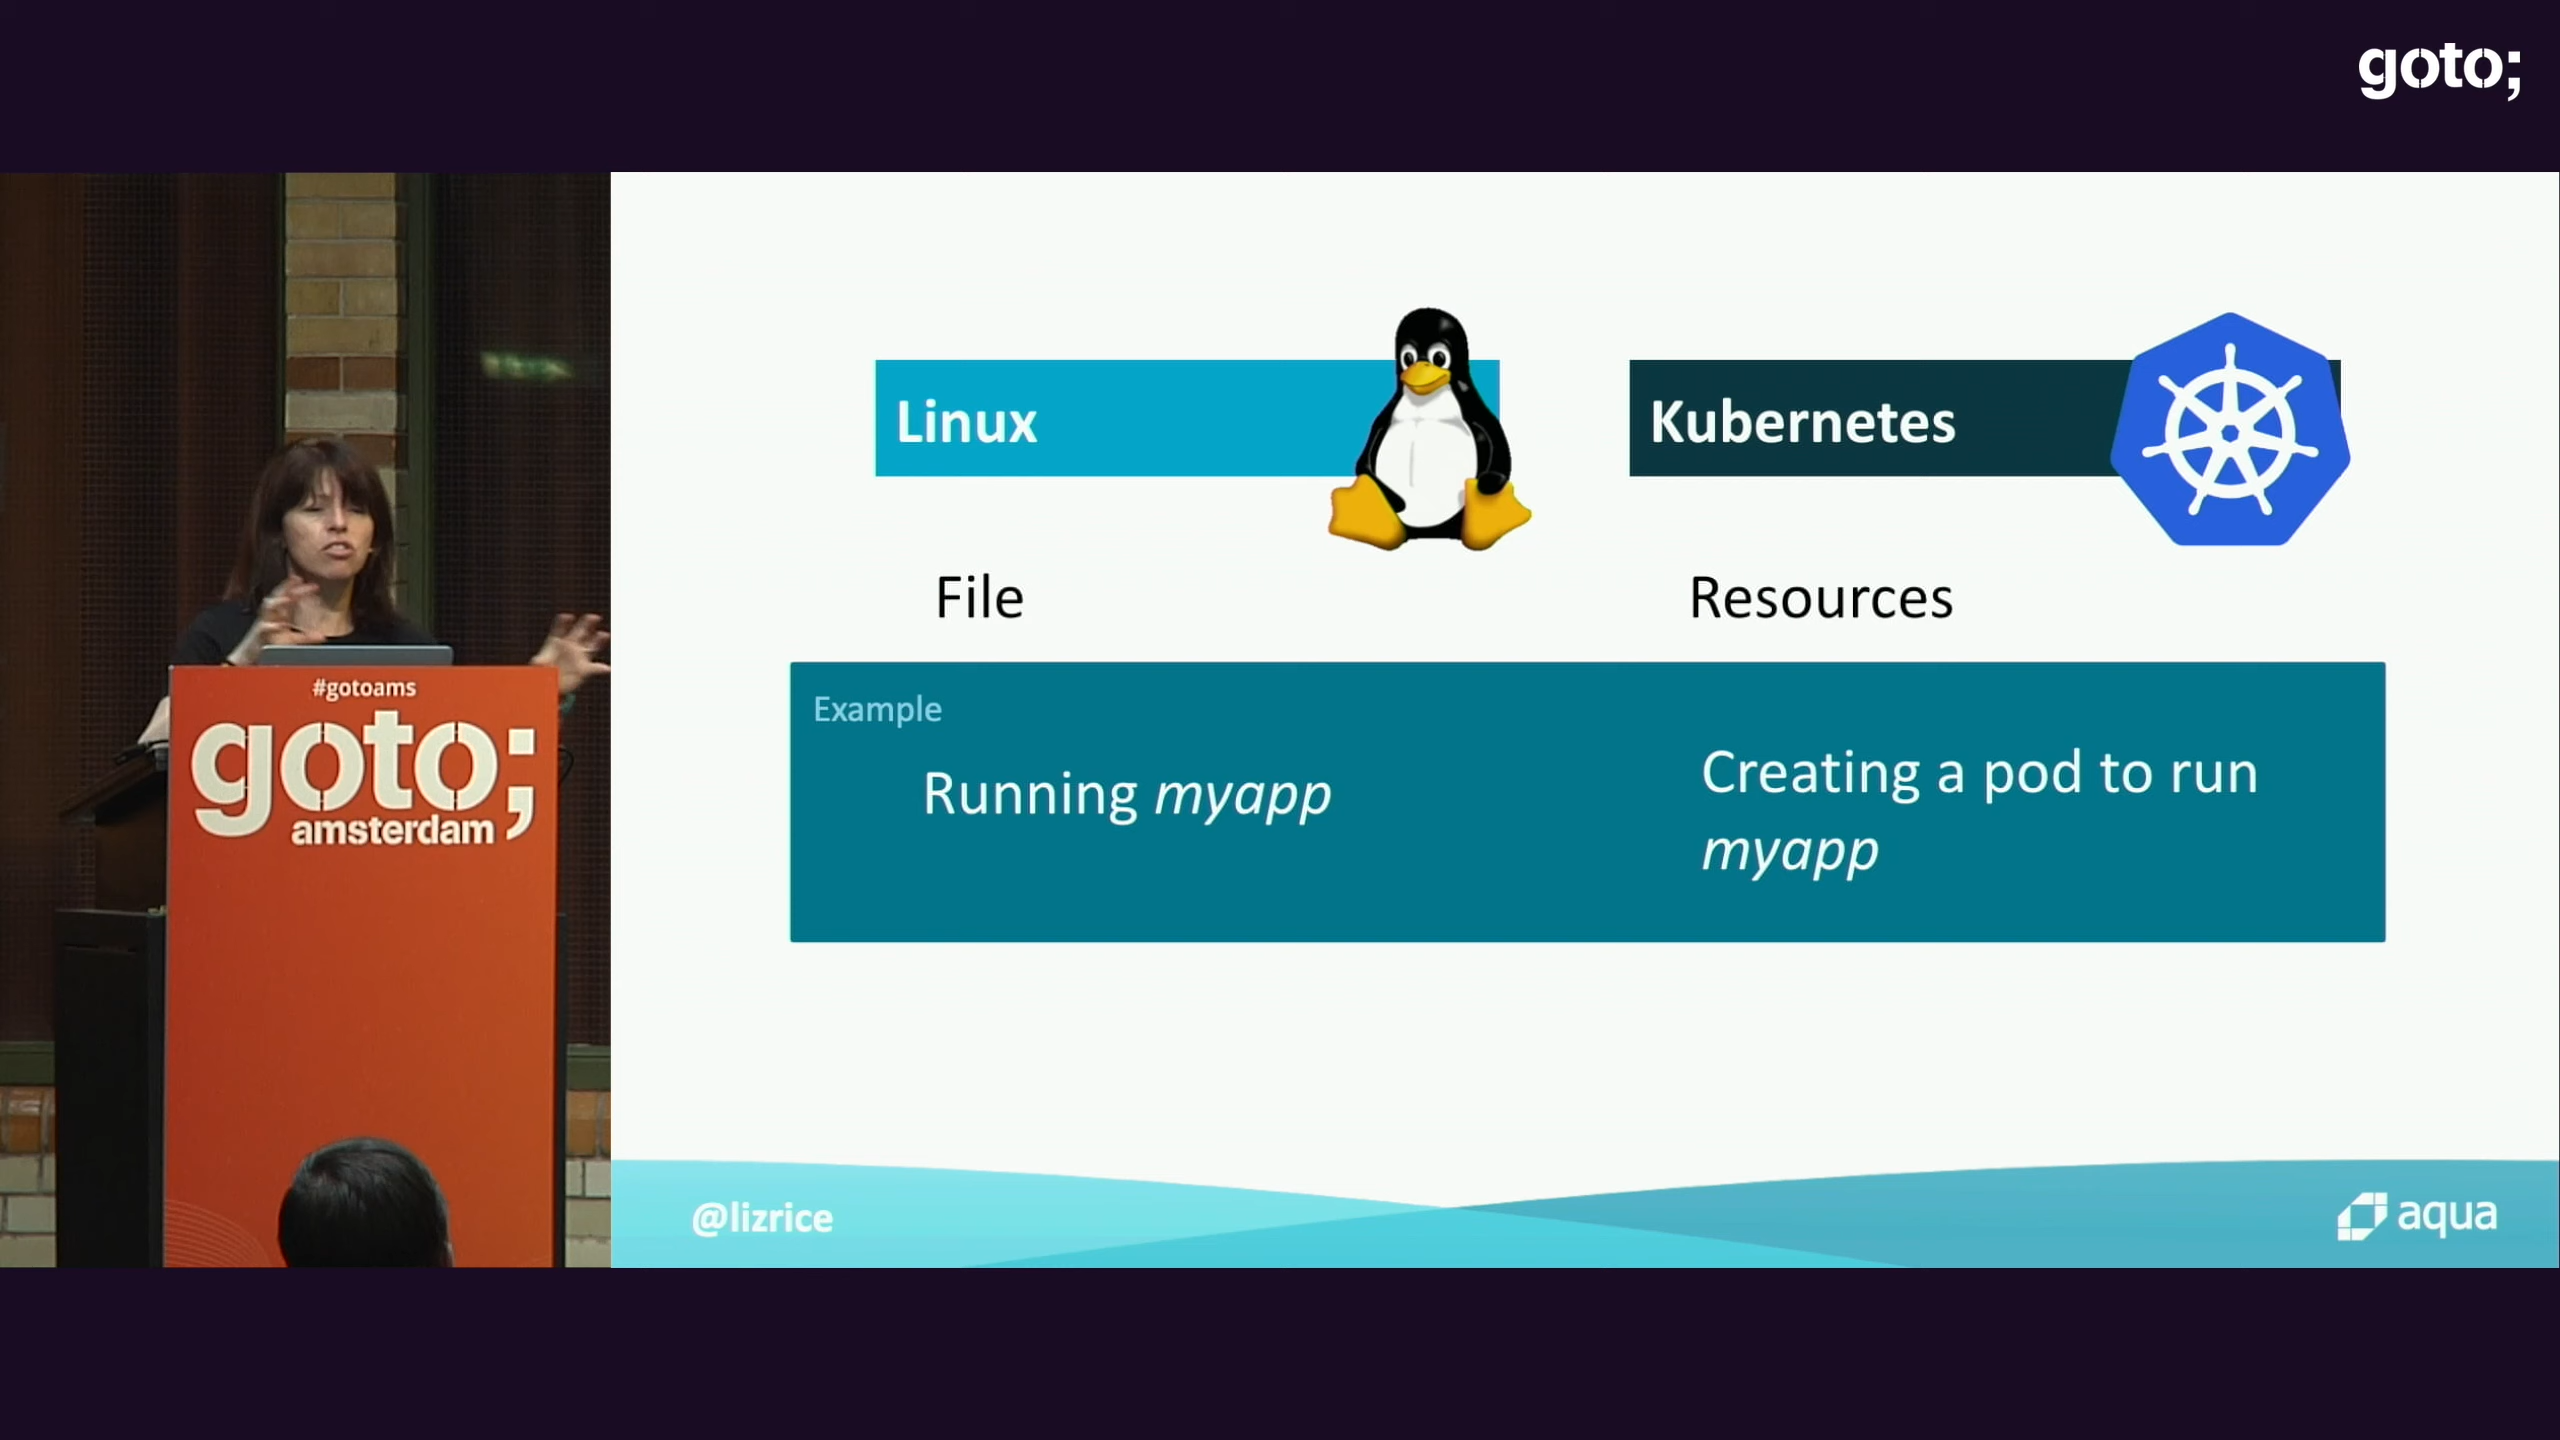 goto;
#gotoams
goto;
amsterdam
Linux
Kubernetes
File
Resources
Example
Running myapp
Creating a pod to run
myapp
@lizrice
aqua